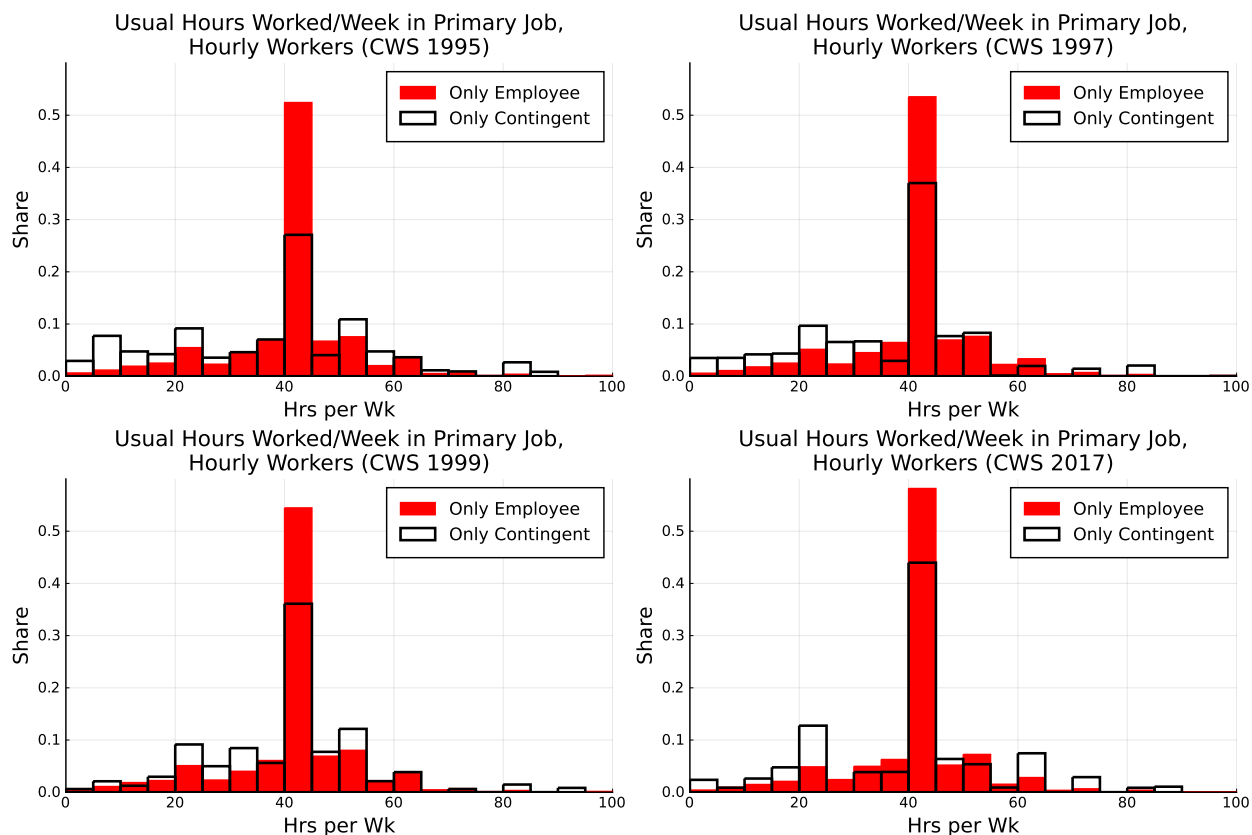 Usual Hours Worked/Week in Primary Job,
Hourly Workers (CWS 1995)
Only Employee
Only Contingent
Share
0.5
0.4
0.3
0.2
0.1
0.0
0 20 40 60 80 100
Hrs per Wk
Usual Hours Worked/Week in Primary Job,
Hourly Workers (CWS 1997)
Only Employee
Only Contingent
Share
0.5
0.4
0.3
0.2
0.1
0.0
0 20 40 60 80 100
Hrs per Wk
Usual Hours Worked/Week in Primary Job,
Hourly Workers (CWS 1999)
Only Employee
Only Contingent
Share
0.5
0.4
0.3
0.2
0.1
0.0
0 20 40 60 80 100
Hrs per Wk
Usual Hours Worked/Week in Primary Job,
Hourly Workers (CWS 2017)
Only Employee
Only Contingent
Share
0.5
0.4
0.3
0.2
0.1
0.0
0 20 40 60 80 100
Hrs per Wk